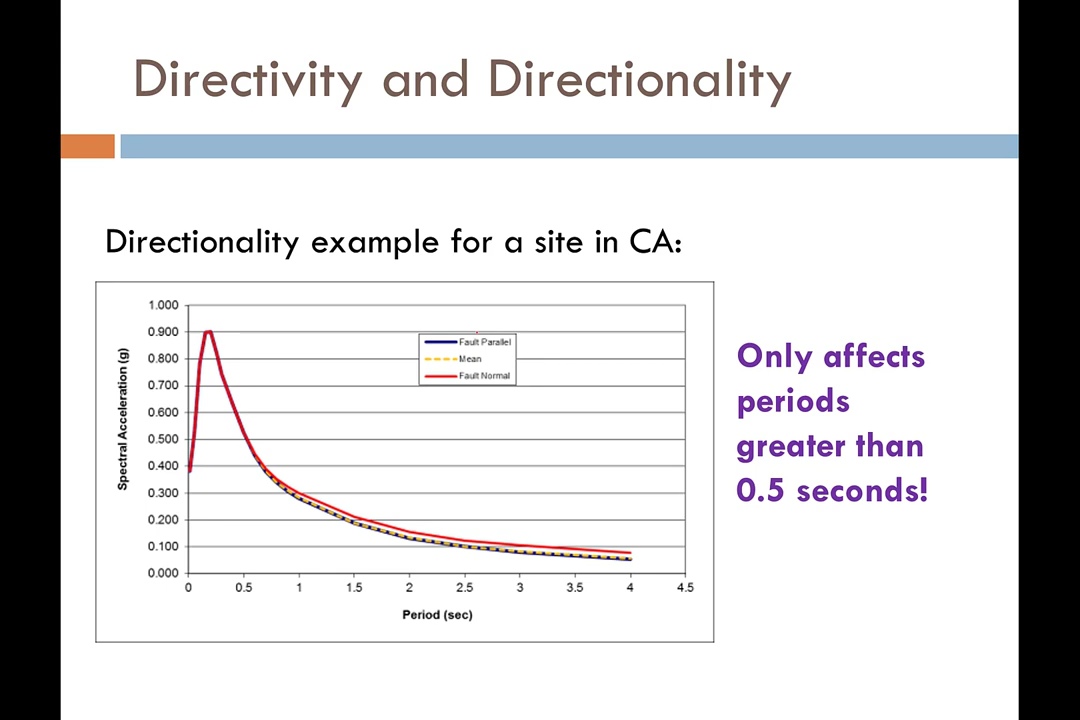 Directivity and Directionality
Directionality example for a site in CA:
1.000
0.900
0.800
0.700
0.600
0.500
0.400
0.300
0.200
0.100
0.000
Spectral Acceleration (g)
Fault Parallel
Mean
Fault Normal
0 0.5 1 1.5 2 2.5 3 3.5 4 4.5
Period (sec)
Only affects
periods
greater than
0.5 seconds!